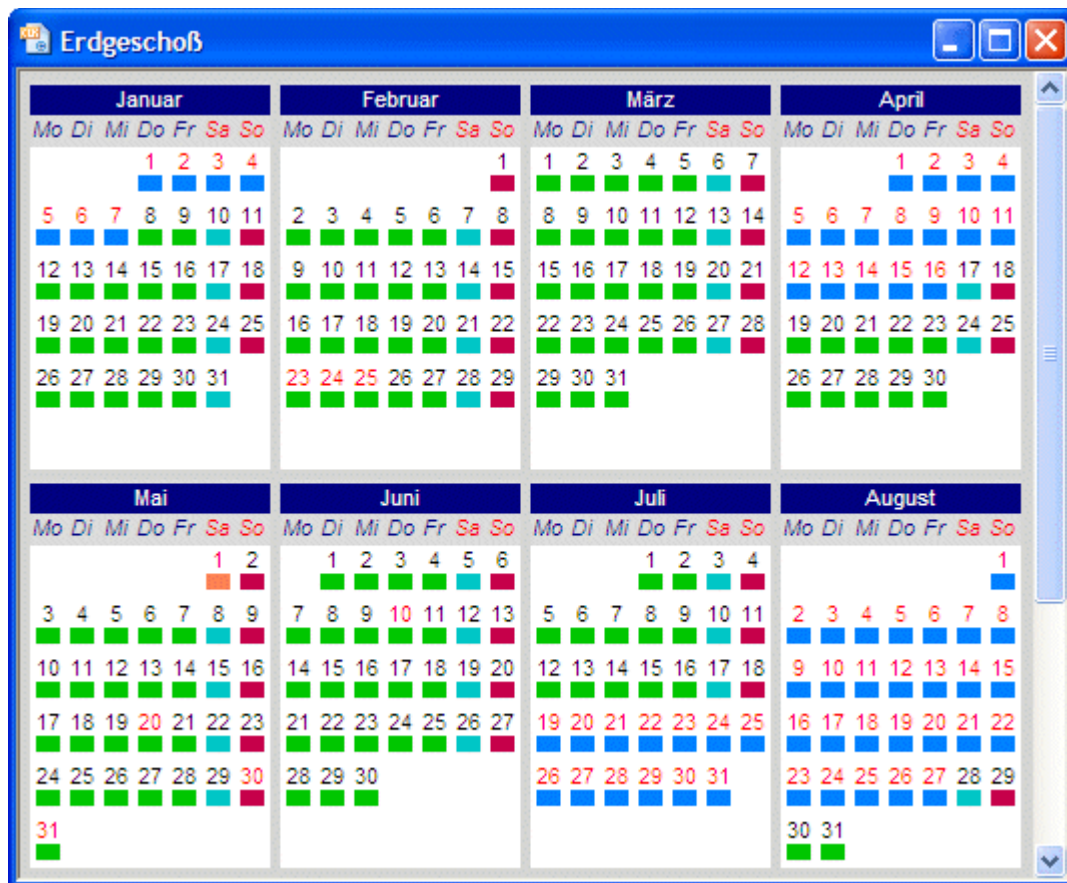 Erdgeschoß
Januar Februar März April
Mo Di Mi Do Fr Sa So Mo Di Mi Do Fr Sa So Mo Di Mi Do Fr Sa So Mo Di Mi Do Fr Sa So
1 2 3 4 1 1 2 3 4 5 6 7 1 2 3 4
5 6 7 8 9 10 11 2 3 4 5 6 7 8 8 9 10 11 12 13 14 5 6 7 8 9 10 11
12 13 14 15 16 17 18 9 10 11 12 13 14 15 15 16 17 18 19 20 21 12 13 14 15 16 17 18
19 20 21 22 23 24 25 16 17 18 19 20 21 22 22 23 24 25 26 27 28 19 20 21 22 23 24 25
26 27 28 29 30 31 23 24 25 26 27 28 29 29 30 31 26 27 28 29 30
Mai Juni Juli August
Mo Di Mi Do Fr Sa So Mo Di Mi Do Fr Sa So Mo Di Mi Do Fr Sa So Mo Di Mi Do Fr Sa So
1 2 1 2 3 4 5 6 1 2 3 4 1
3 4 5 6 7 8 9 7 8 9 10 11 12 13 5 6 7 8 9 10 11 2 3 4 5 6 7 8
10 11 12 13 14 15 16 14 15 16 17 18 19 20 12 13 14 15 16 17 18 9 10 11 12 13 14 15
17 18 19 20 21 22 23 21 22 23 24 25 26 27 19 20 21 22 23 24 25 16 17 18 19 20 21 22
24 25 26 27 28 29 30 28 29 30 26 27 28 29 30 31 23 24 25 26 27 28 29
31 30 31